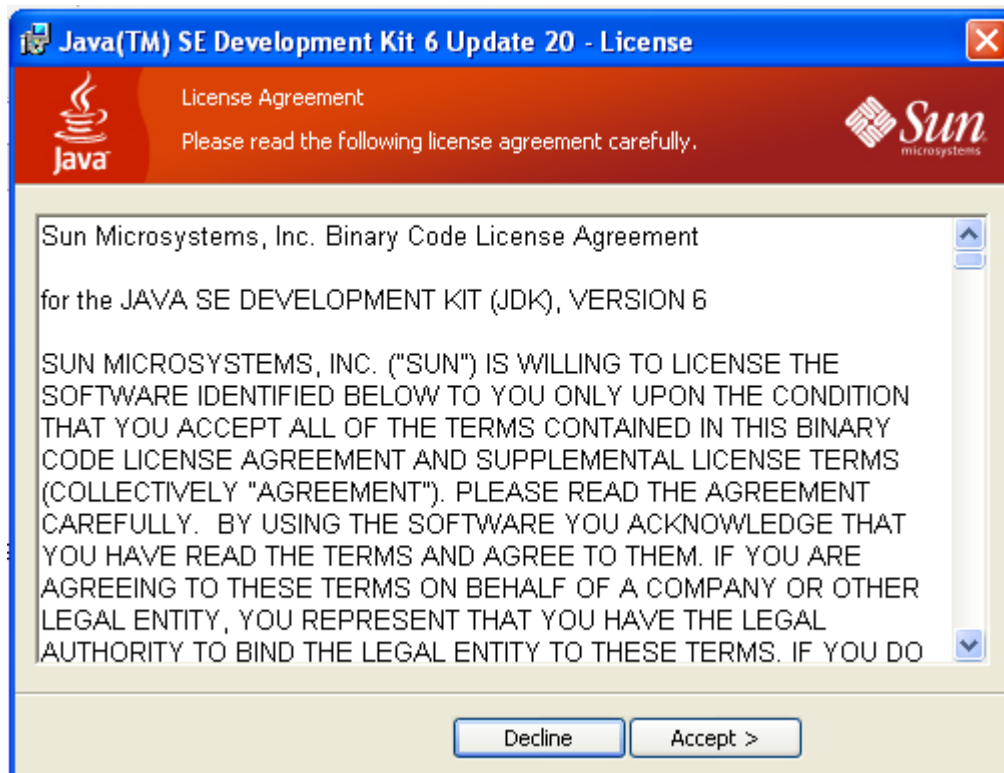 Java(TM) SE Development Kit 6 Update 20 - License
License Agreement
Please read the following license agreement carefully.
Java
Sun
microsystems
Sun Microsystems, Inc. Binary Code License Agreement
for the JAVA SE DEVELOPMENT KIT (JDK), VERSION 6
SUN MICROSYSTEMS, INC. ("SUN") IS WILLING TO LICENSE THE
SOFTWARE IDENTIFIED BELOW TO YOU ONLY UPON THE CONDITION
THAT YOU ACCEPT ALL OF THE TERMS CONTAINED IN THIS BINARY
CODE LICENSE AGREEMENT AND SUPPLEMENTAL LICENSE TERMS
(COLLECTIVELY "AGREEMENT"). PLEASE READ THE AGREEMENT
CAREFULLY.  BY USING THE SOFTWARE YOU ACKNOWLEDGE THAT
YOU HAVE READ THE TERMS AND AGREE TO THEM. IF YOU ARE
AGREEING TO THESE TERMS ON BEHALF OF A COMPANY OR OTHER
LEGAL ENTITY, YOU REPRESENT THAT YOU HAVE THE LEGAL
AUTHORITY TO BIND THE LEGAL ENTITY TO THESE TERMS. IF YOU DO
Decline
Accept >